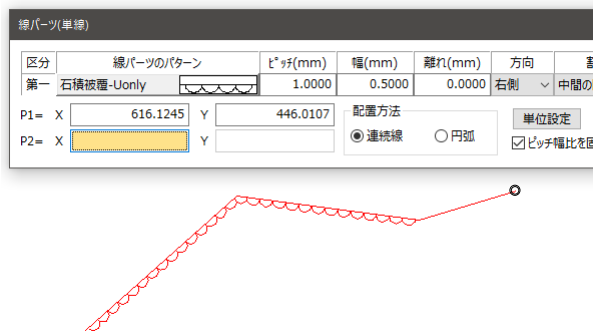 線パーツ(単線)
区分 線パーツのパターン ﾋﾟｯﾁ(mm) 幅(mm) 離れ(mm) 方向
第一 石積被覆-Uonly 1.0000 0.5000 0.0000 右側 中間の
P1= X 616.1245 Y 446.0107 配置方法 単位設定
P2= X Y 連続線 円弧 ピッチ幅比を固